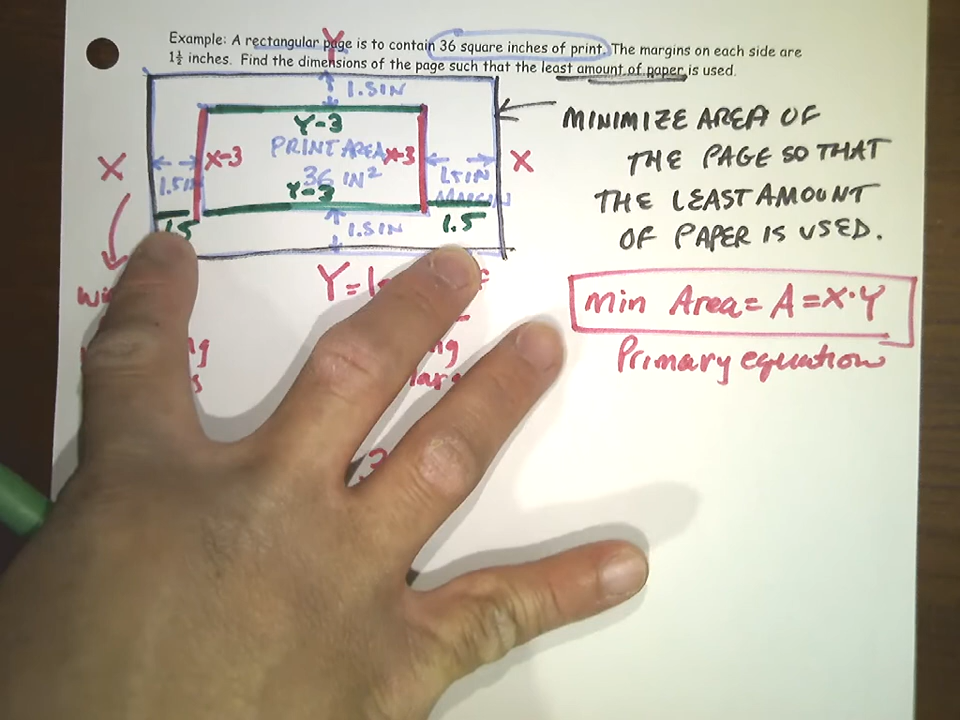 Example: A rectangular page is to contain 36 square inches of print. The margins on each side are
1½ inches. Find the dimensions of the page such that the least amount of paper is used.
Y
1.5IN
Y-3
X
X-3
PRINT AREA
X-3
X
36 IN²
1.5IN
1.5IN
MARGIN
Y-3
1.5
1.5IN
1.5
MINIMIZE AREA OF
THE PAGE SO THAT
THE LEAST AMOUNT
OF PAPER IS USED.
Y=
min Area = A = X·Y
Primary equation